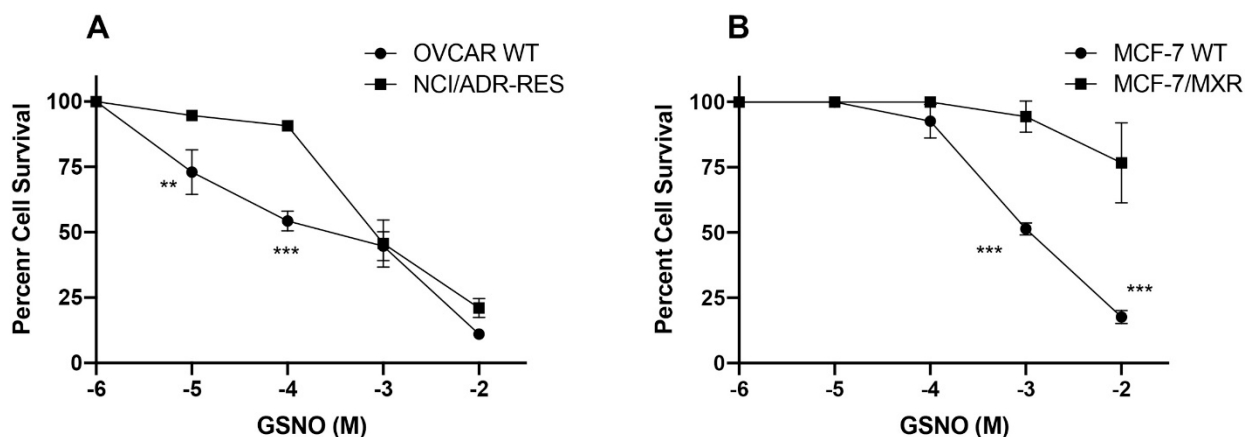 A
OVCAR WT
NCI/ADR-RES
Percenr Cell Survival
100
75
50
25
0
**
***
-6 -5 -4 -3 -2
GSNO (M)
B
MCF-7 WT
MCF-7/MXR
Percent Cell Survival
100
75
50
25
0
***
***
-6 -5 -4 -3 -2
GSNO (M)